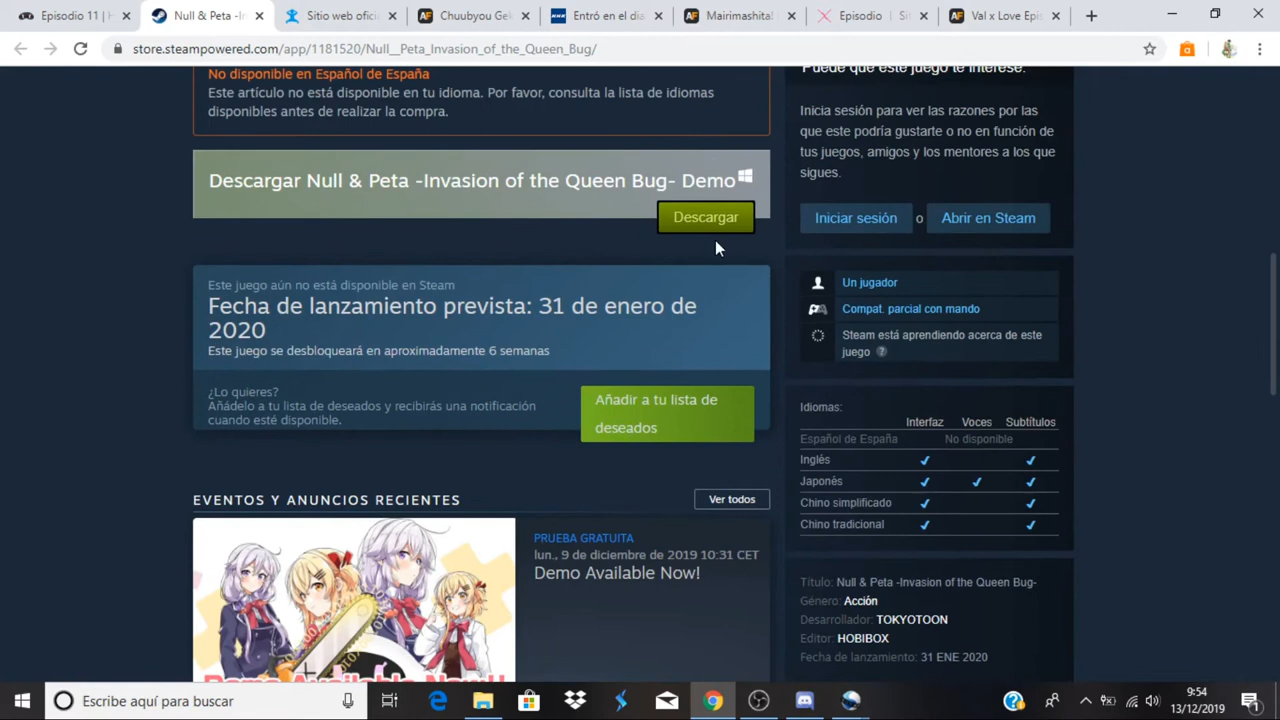 Episodio 11 | H
Null & Peta -In
Sitio web ofici
Chuubyou Gek
Entró en el dia
Mairimashita!
Episodio | Sit
Val x Love Epis
store.steampowered.com/app/1181520/Null__Peta_Invasion_of_the_Queen_Bug/
No disponible en Español de España
Este artículo no está disponible en tu idioma. Por favor, consulta la lista de idiomas
disponibles antes de realizar la compra.
Descargar Null & Peta -Invasion of the Queen Bug- Demo
Descargar
Este juego aún no está disponible en Steam
Fecha de lanzamiento prevista: 31 de enero de
2020
Este juego se desbloqueará en aproximadamente 6 semanas
¿Lo quieres?
Añádelo a tu lista de deseados y recibirás una notificación
cuando esté disponible.
Añadir a tu lista de
deseados
EVENTOS Y ANUNCIOS RECIENTES
Ver todos
PRUEBA GRATUITA
lun., 9 de diciembre de 2019 10:31 CET
Demo Available Now!
Demo Available Now!!
Puede que este juego te interese.
Inicia sesión para ver las razones por las
que este podría gustarte o no en función de
tus juegos, amigos y los mentores a los que
sigues.
Iniciar sesión o Abrir en Steam
Un jugador
Compat. parcial con mando
Steam está aprendiendo acerca de este
juego ?
Idiomas:
Interfaz Voces Subtítulos
Español de España No disponible
Inglés
Japonés
Chino simplificado
Chino tradicional
Título: Null & Peta -Invasion of the Queen Bug-
Género: Acción
Desarrollador: TOKYOTOON
Editor: HOBIBOX
Fecha de lanzamiento: 31 ENE 2020
Escribe aquí para buscar
9:54
13/12/2019
1